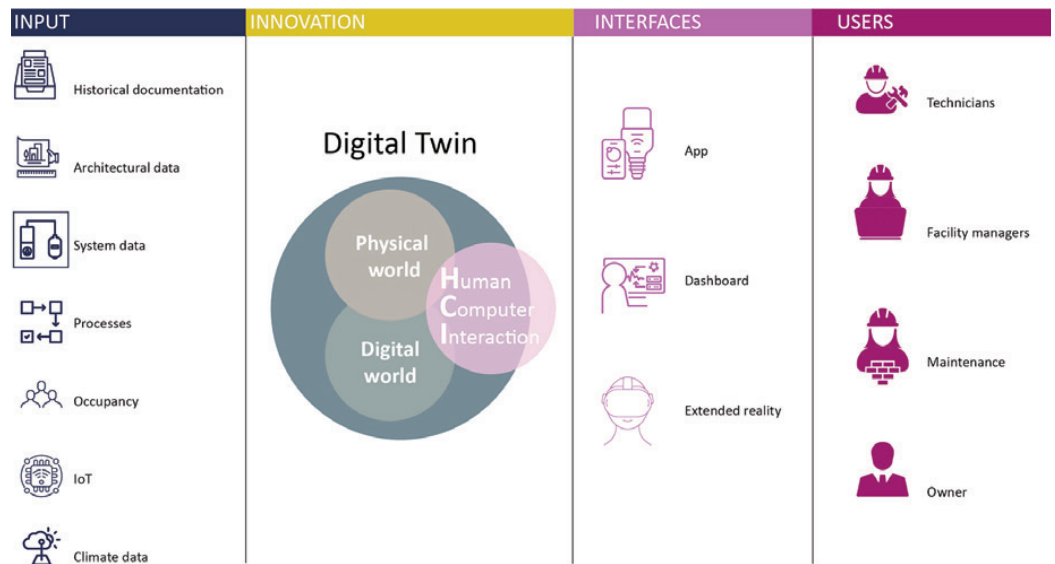 INPUT
INNOVATION
INTERFACES
USERS
Historical documentation
Architectural data
System data
Processes
Occupancy
IoT
Climate data
Digital Twin
Physical
world
Digital
world
Human
Computer
Interaction
App
Dashboard
Extended reality
Technicians
Facility managers
Maintenance
Owner